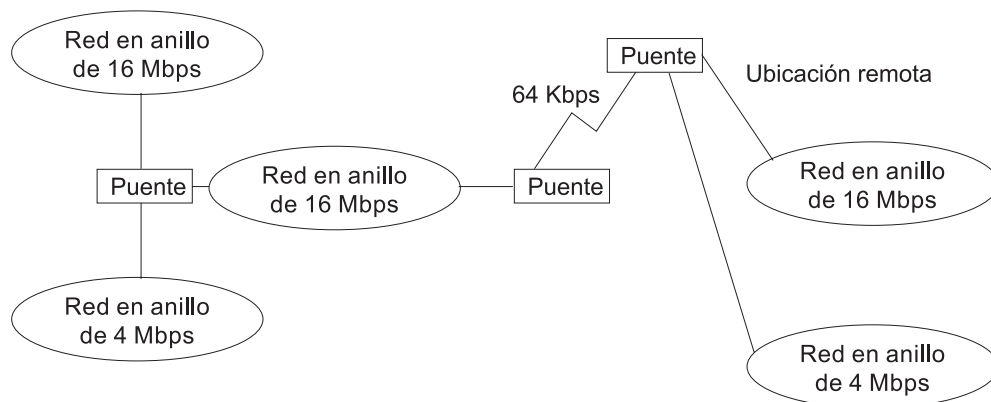 Red en anillo
de 16 Mbps
Puente
Red en anillo
de 16 Mbps
Red en anillo
de 4 Mbps
Puente
64 Kbps
Puente
Ubicación remota
Red en anillo
de 16 Mbps
Red en anillo
de 4 Mbps